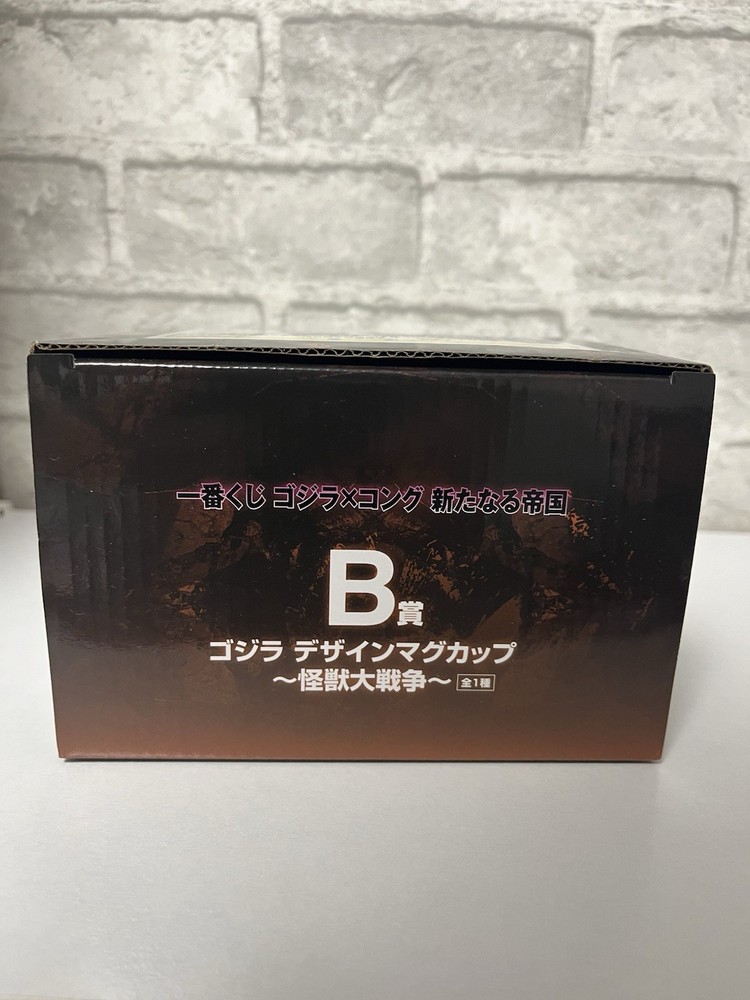 一番くじ ゴジラ×コング 新たなる帝国
B賞
ゴジラ デザインマグカップ
～怪獣大戦争～ 全1種